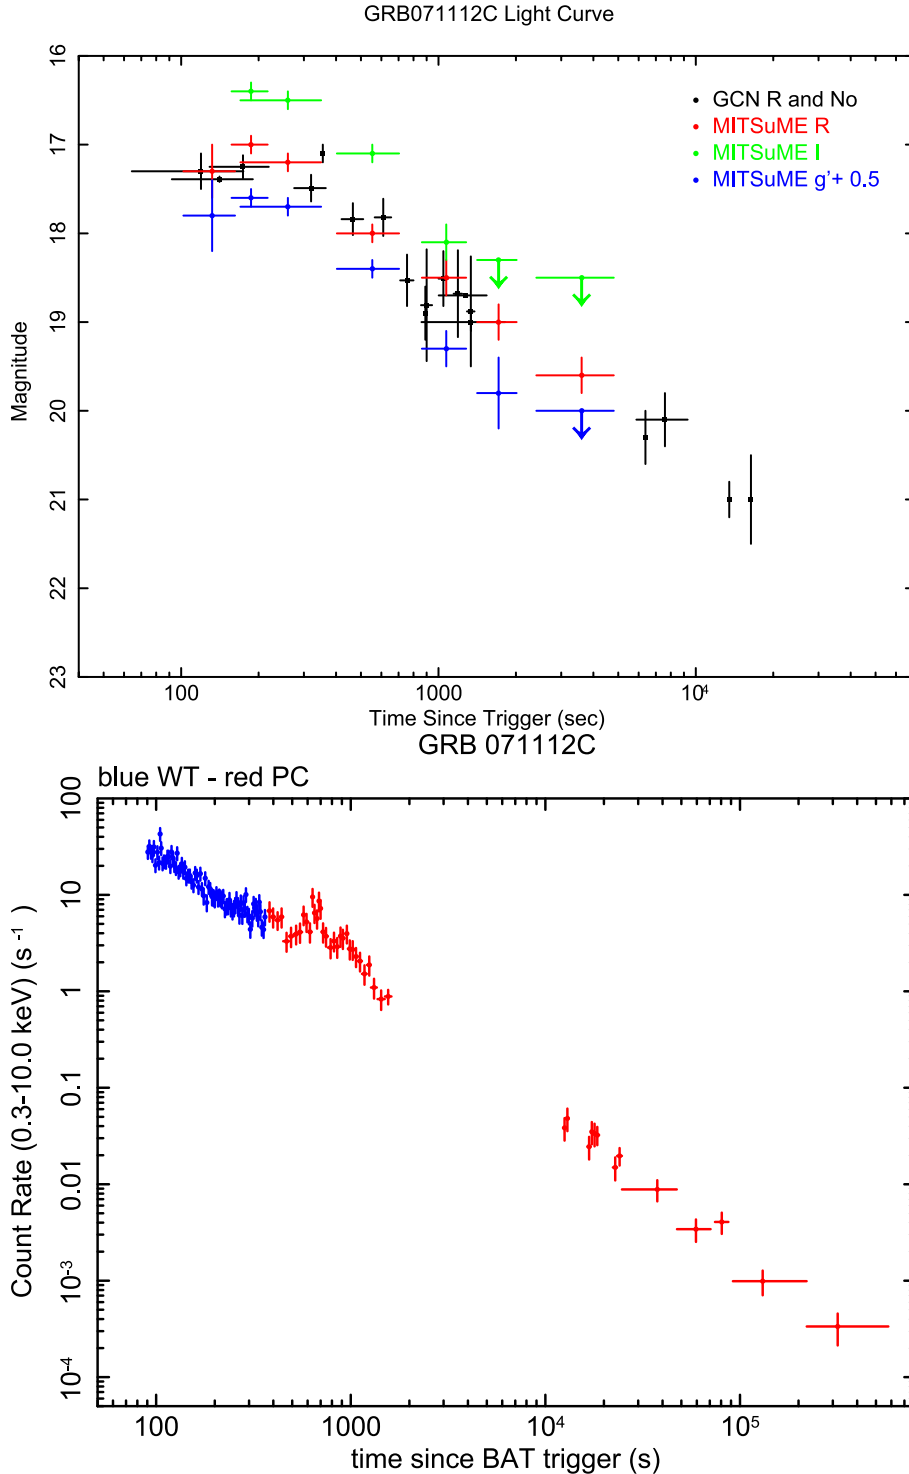 GRB071112C Light Curve
16
17
18
19
20
21
22
23
Magnitude
GCN R and No
MITSuME R
MITSuME I
MITSuME g'+ 0.5
100
1000
10⁴
Time Since Trigger (sec)
GRB 071112C
blue WT - red PC
100
10
1
0.1
0.01
10⁻³
10⁻⁴
Count Rate (0.3-10.0 keV) (s⁻¹)
100
1000
10⁴
10⁵
time since BAT trigger (s)